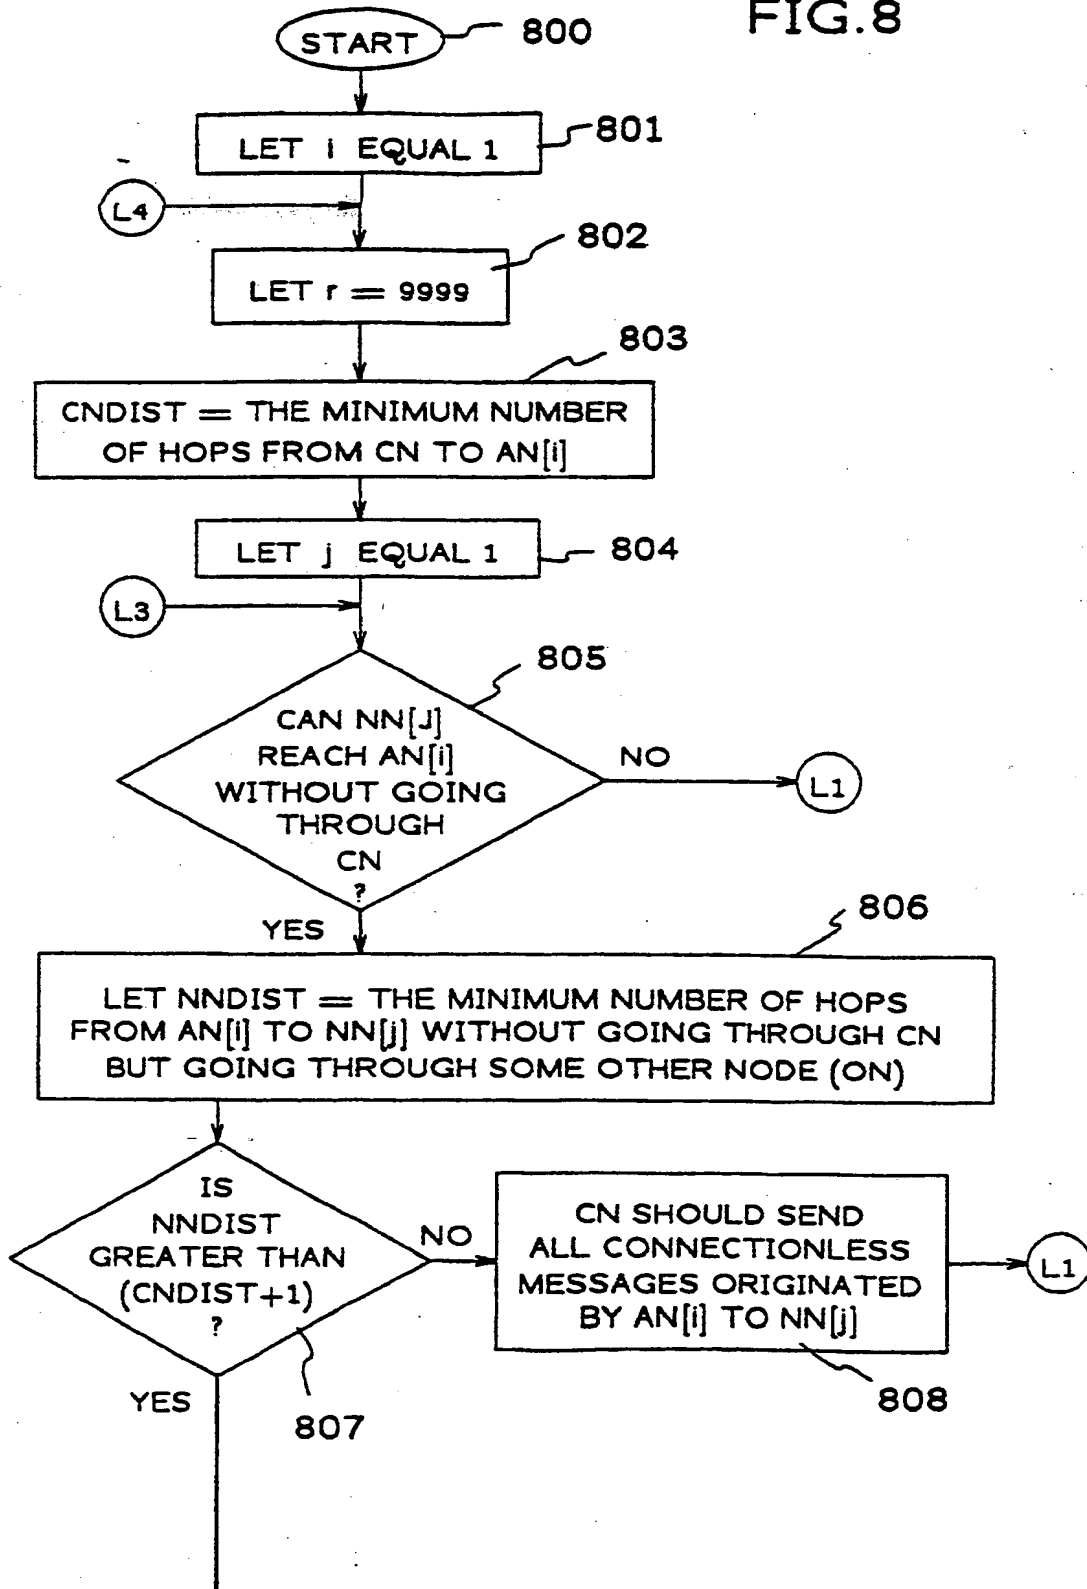 FIG.8
START
800
LET i EQUAL 1
801
L4
802
LET r = 9999
803
CNDIST = THE MINIMUM NUMBER
OF HOPS FROM CN TO AN[i]
LET j EQUAL 1
804
L3
805
CAN NN[J]
REACH AN[i]
WITHOUT GOING
THROUGH
CN
?
NO
L1
YES
806
LET NNDIST = THE MINIMUM NUMBER OF HOPS
FROM AN[i] TO NN[j] WITHOUT GOING THROUGH CN
BUT GOING THROUGH SOME OTHER NODE (ON)
IS
NNDIST
GREATER THAN
(CNDIST+1)
?
NO
CN SHOULD SEND
ALL CONNECTIONLESS
MESSAGES ORIGINATED
BY AN[i] TO NN[j]
L1
YES
807
808